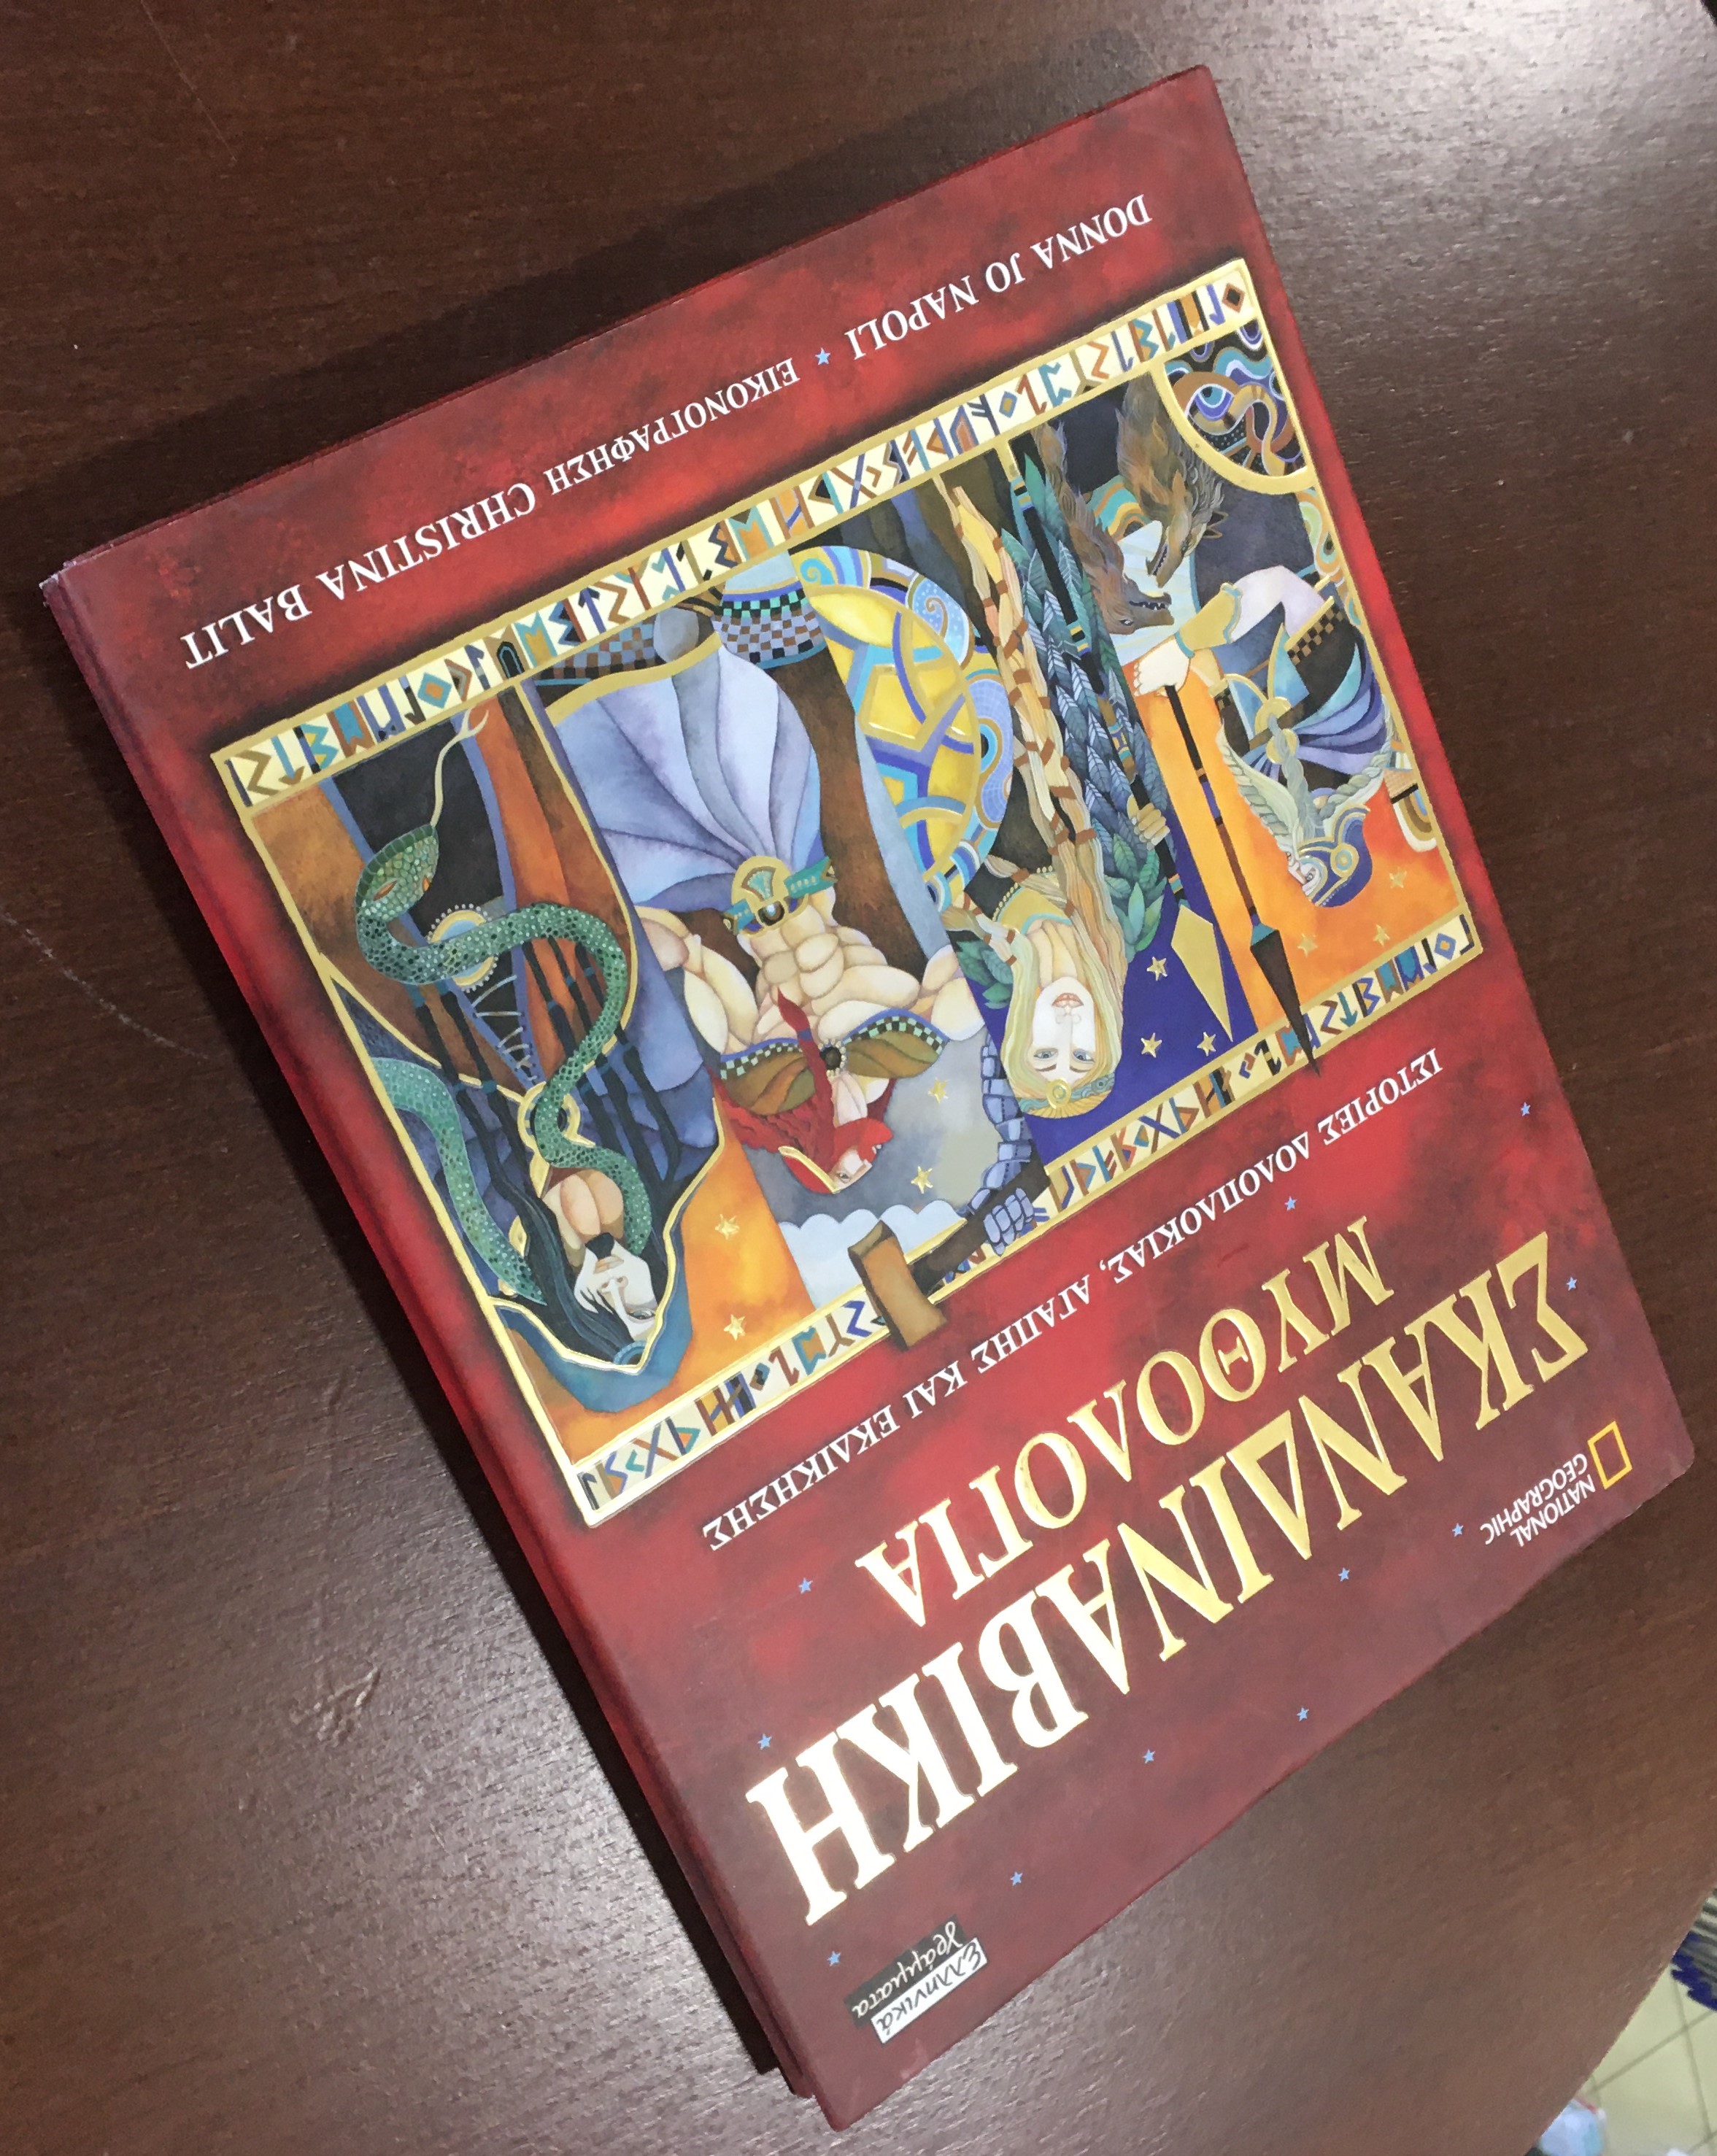 NATIONAL
GEOGRAPHIC
Ελληνικά
γράμματα
ΣΚΑΝΔΙΝΑΒΙΚΗ
ΜΥΘΟΛΟΓΙΑ
ΙΣΤΟΡΙΕΣ ΔΟΛΟΠΛΟΚΙΑΣ, ΑΓΑΠΗΣ ΚΑΙ ΕΚΔΙΚΗΣΗΣ
DONNA JO NAPOLI ★ ΕΙΚΟΝΟΓΡΑΦΗΣΗ CHRISTINA BALIT